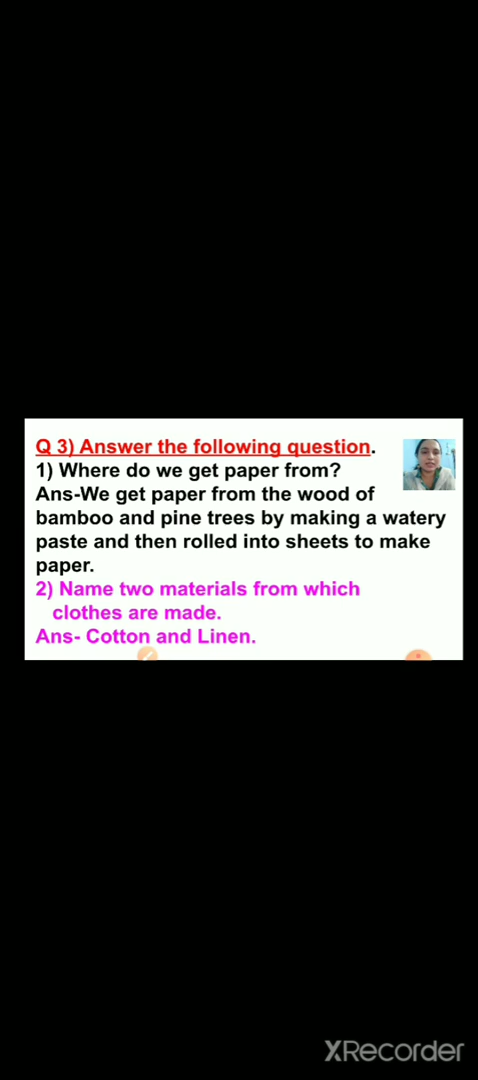 Q 3) Answer the following question.
1) Where do we get paper from?
Ans-We get paper from the wood of
bamboo and pine trees by making a watery
paste and then rolled into sheets to make
paper.
2) Name two materials from which
clothes are made.
Ans- Cotton and Linen.
XRecorder